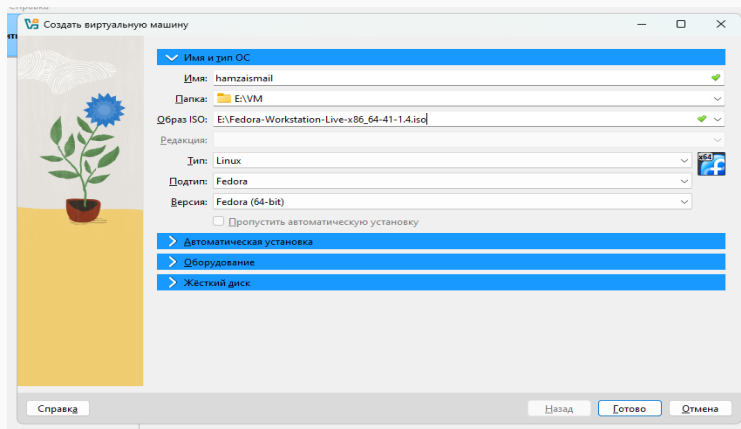 Справка
Создать виртуальную машину
Имя и тип ОС
Имя: hamzaismail
Папка: E:\VM
Образ ISO: E:\Fedora-Workstation-Live-x86_64-41-1.4.iso
Редакция:
Тип: Linux
x64
Подтип: Fedora
Версия: Fedora (64-bit)
Пропустить автоматическую установку
Автоматическая установка
Оборудование
Жёсткий диск
Справка
Назад
Готово
Отмена